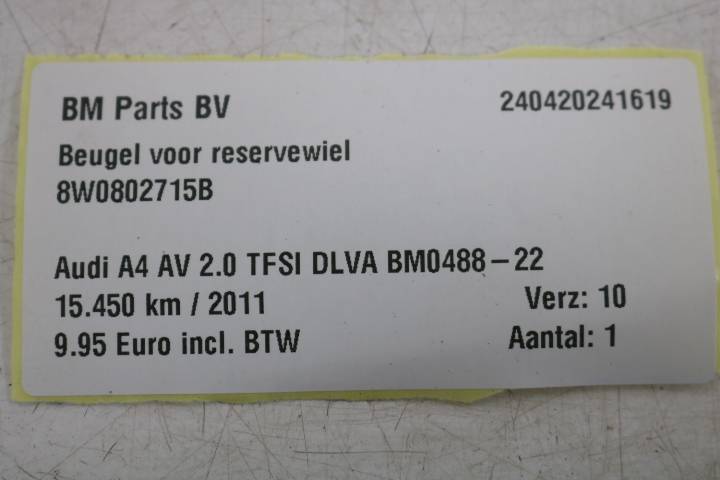 BM Parts BV 240420241619
Beugel voor reservewiel
8W0802715B
Audi A4 AV 2.0 TFSI DLVA BM0488-22
15.450 km / 2011 Verz: 10
9.95 Euro incl. BTW Aantal: 1